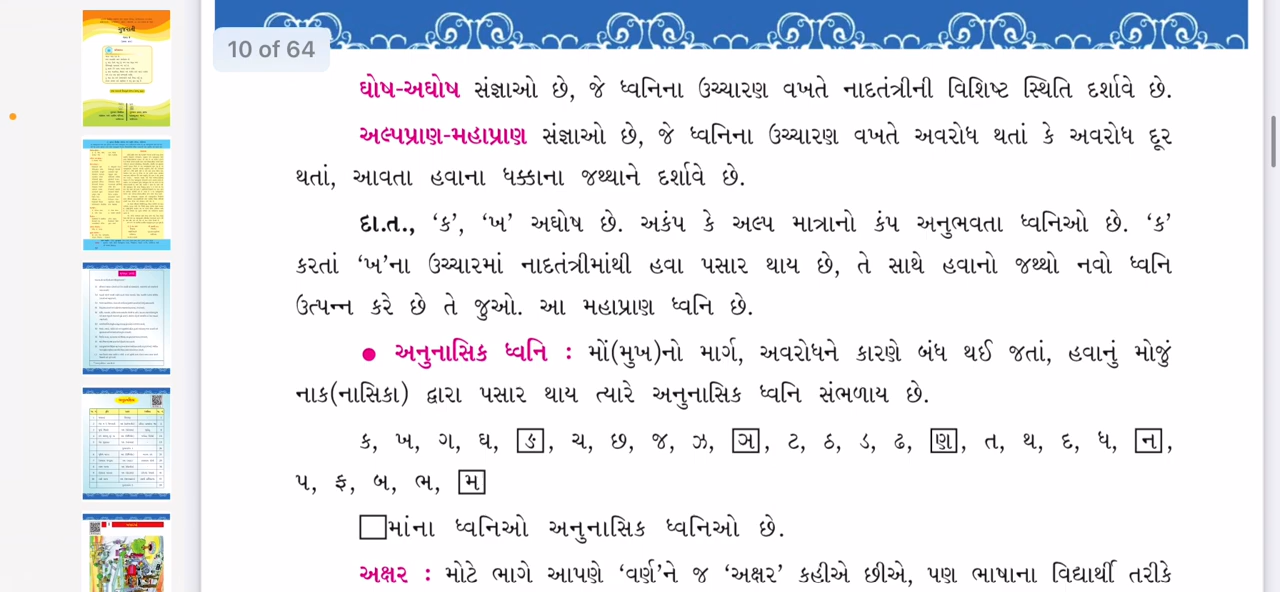 ગુજરાતી
10 of 64
ઘોષ-અઘોષ સંજ્ઞાઓ છે, જે ધ્વનિના ઉચ્ચારણ વખતે નાદતંત્રીની વિશિષ્ટ સ્થિતિ દર્શાવે છે.
અલ્પપ્રાણ-મહાપ્રાણ સંજ્ઞાઓ છે, જે ધ્વનિના ઉચ્ચારણ વખતે અવરોધ થતાં કે અવરોધ દૂર
થતાં, આવતા હવાના ધક્કાના જથ્થાને દર્શાવે છે.
દા.ત., ‘ક’, ‘ખ’ અઘોષ છે. અકંપ કે અલ્પ માત્રાનો કંપ અનુભવતા ધ્વનિઓ છે. ‘ક’
કરતાં ‘ખ’ના ઉચ્ચારમાં નાદતંત્રીમાંથી હવા પસાર થાય છે, તે સાથે હવાનો જથ્થો નવો ધ્વનિ
ઉત્પન્ન કરે છે તે જુઓ. આ મહાપ્રાણ ધ્વનિ છે.
● અનુનાસિક ધ્વનિ : મોં(મુખ)નો માર્ગ, અવરોધને કારણે બંધ થઈ જતાં, હવાનું મોજું
નાક(નાસિકા) દ્વારા પસાર થાય ત્યારે અનુનાસિક ધ્વનિ સંભળાય છે.
ક, ખ, ગ, ઘ, ઙ, ચ, છ, જ, ઝ, ઞ, ટ, ઠ, ડ, ઢ, ણ, ત, થ, દ, ધ, ન,
પ, ફ, બ, ભ, મ
માંના ધ્વનિઓ અનુનાસિક ધ્વનિઓ છે.
અક્ષર : મોટે ભાગે આપણે ‘વર્ણ’ને જ ‘અક્ષર’ કહીએ છીએ, પણ ભાષાના વિદ્યાર્થી તરીકે